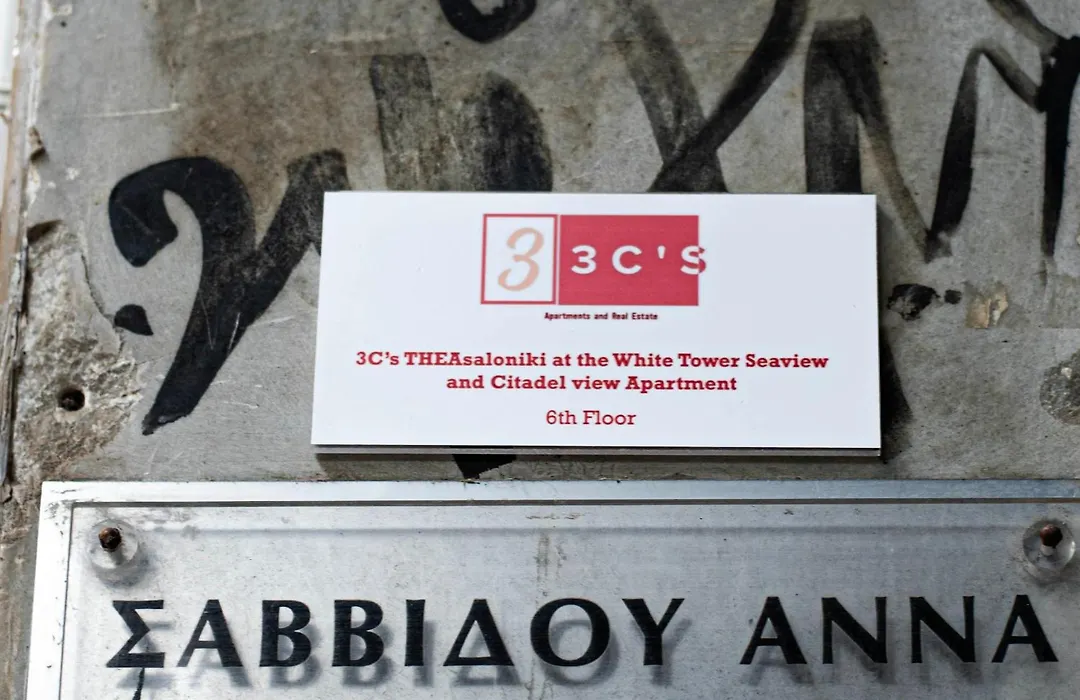 3 3C'S
Apartments and Real Estate
3C's THEAsaloniki at the White Tower Seaview
and Citadel view Apartment
6th Floor
ΣΑΒΒΙΔΟΥ ΑΝΝΑ